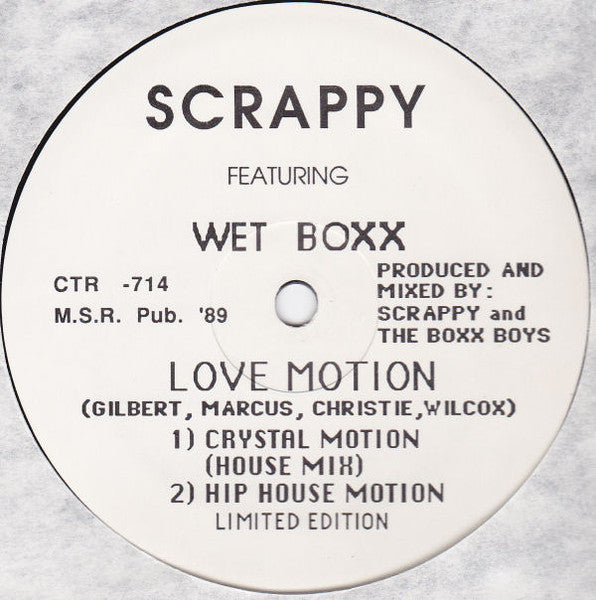 SCRAPPY
FEATURING
WET BOXX
CTR -714
M.S.R. Pub. '89
PRODUCED AND
MIXED BY:
SCRAPPY and
THE BOXX BOYS
LOVE MOTION
(GILBERT, MARCUS, CHRISTIE,WILCOX)
1) CRYSTAL MOTION
(HOUSE MIX)
2) HIP HOUSE MOTION
LIMITED EDITION